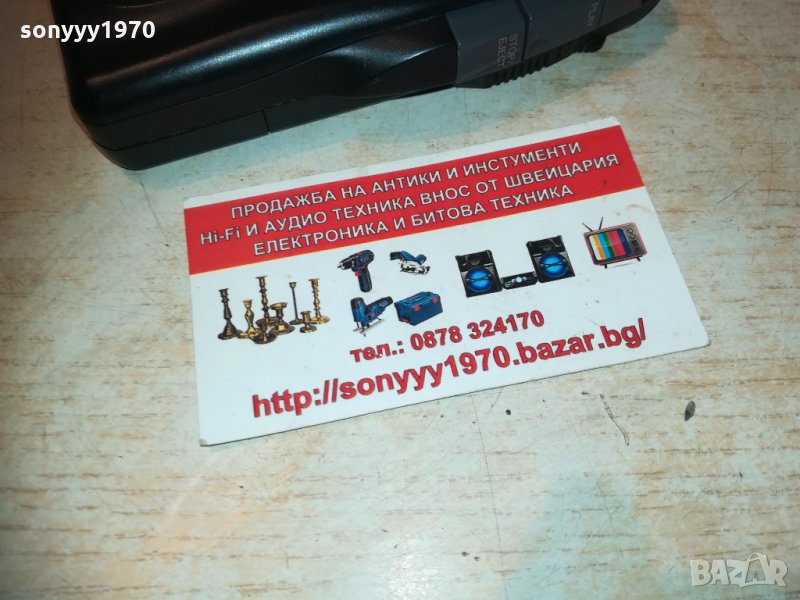 sonyyy1970
sonyyy1970
PLAY
STOP/
EJECT
ПРОДАЖБА НА АНТИКИ И ИНСТУМЕНТИ
Hi-Fi И АУДИО ТЕХНИКА ВНОС ОТ ШВЕЙЦАРИЯ
ЕЛЕКТРОНИКА И БИТОВА ТЕХНИКА
тел.: 0878 324170
http://sonyyy1970.bazar.bg/
BAZAR